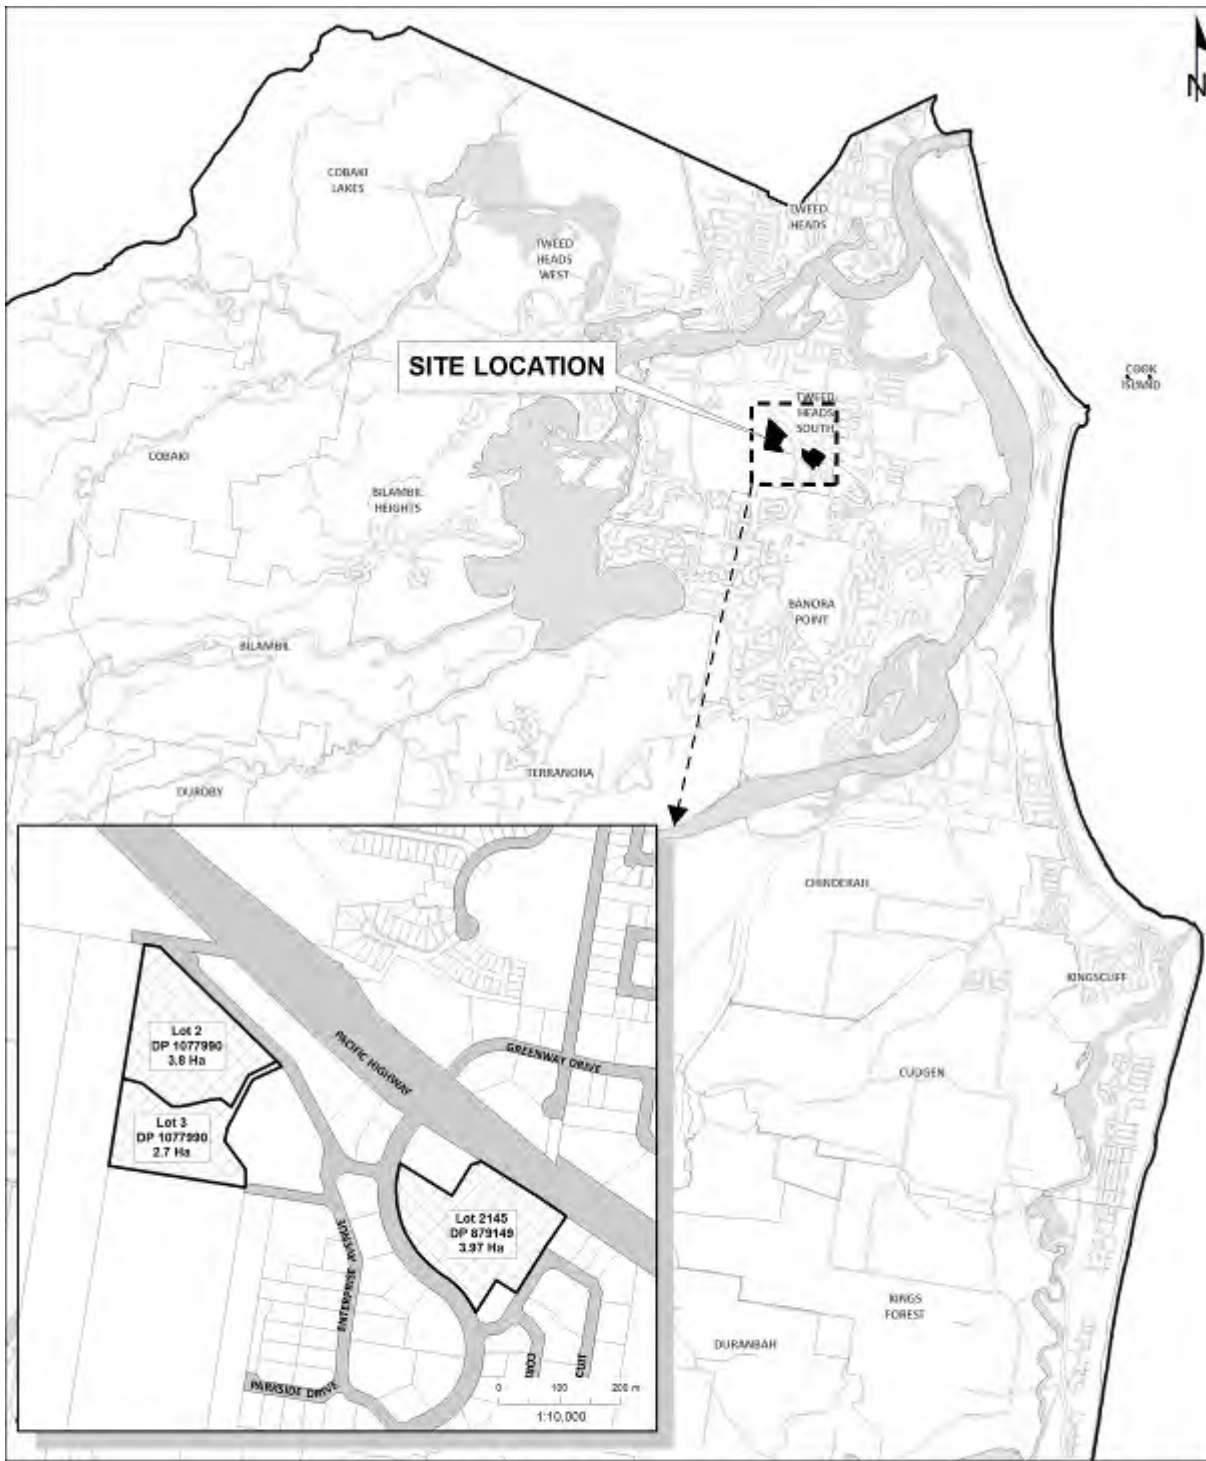 N
COBAKI
LAKES
TWEED
HEADS
TWEED
HEADS
WEST
SITE LOCATION
COOK
ISLAND
TWEED
HEADS
SOUTH
COBAKI
BILAMBIL
HEIGHTS
BANORA
POINT
BILAMBIL
TERRANORA
DUROBY
CHINDERAH
KINGSCLIFF
CUDGEN
KINGS
FOREST
DURANBAH
Lot 2
DP 1077990
3.8 Ha
PACIFIC HIGHWAY
GREENWAY DRIVE
Lot 3
DP 1077990
2.7 Ha
Lot 2145
DP 879149
3.97 Ha
ENTERPRISE AVENUE
PARKSIDE DRIVE
0 100 200 m
1:10,000